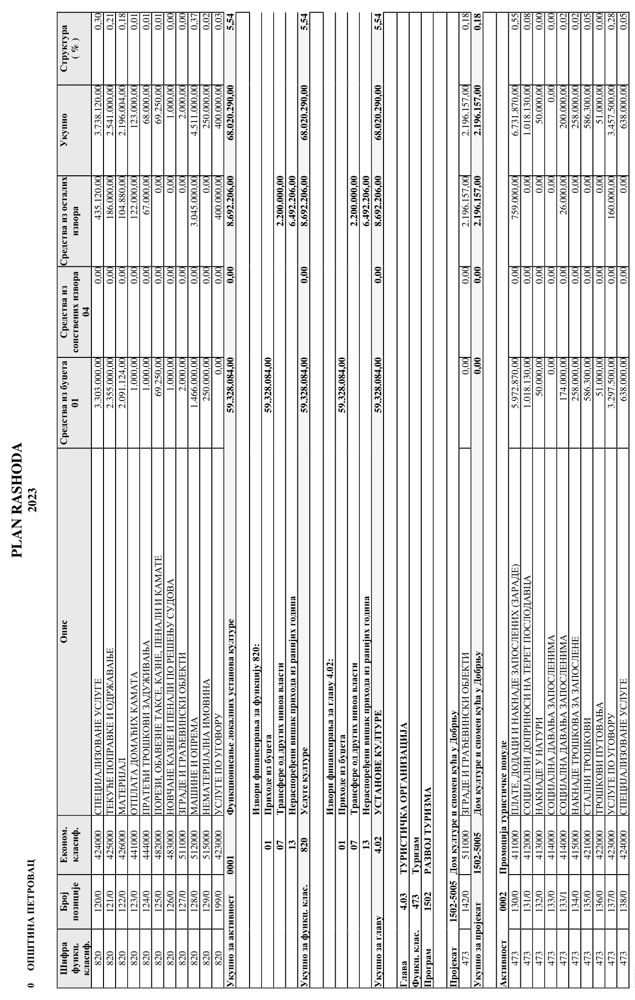 PLAN RASHODA
2023
0 ОПШТИНА ПЕТРОВАЦ
Шифра функц. класиф. Број позиције Економ. класиф. Опис Средства из буџета 01 Средства из сопствених извора 04 Средства из осталих извора Укупно Структура ( % )
820 120/0 424000 СПЕЦИЈАЛИЗОВАНЕ УСЛУГЕ 3.303.000,00 0,00 435.120,00 3.738.120,00 0,30
820 121/0 425000 ТЕКУЋЕ ПОПРАВКЕ И ОДРЖАВАЊЕ 2.355.000,00 0,00 186.000,00 2.541.000,00 0,21
820 122/0 426000 МАТЕРИЈАЛ 2.091.124,00 0,00 104.880,00 2.196.004,00 0,18
820 123/0 441000 ОТПЛАТА ДОМАЋИХ КАМАТА 1.000,00 0,00 122.000,00 123.000,00 0,01
820 124/0 444000 ПРАТЕЋИ ТРОШКОВИ ЗАДУЖИВАЊА 1.000,00 0,00 67.000,00 68.000,00 0,01
820 125/0 482000 ПОРЕЗИ, ОБАВЕЗНЕ ТАКСЕ, КАЗНЕ, ПЕНАЛИ И КАМАТЕ 69.250,00 0,00 0,00 69.250,00 0,01
820 126/0 483000 НОВЧАНЕ КАЗНЕ И ПЕНАЛИ ПО РЕШЕЊУ СУДОВА 1.000,00 0,00 0,00 1.000,00 0,00
820 127/0 511000 ЗГРАДЕ И ГРАЂЕВИНСКИ ОБЈЕКТИ 2.000,00 0,00 0,00 2.000,00 0,00
820 128/0 512000 МАШИНЕ И ОПРЕМА 1.466.000,00 0,00 3.045.000,00 4.511.000,00 0,37
820 129/0 515000 НЕМАТЕРИЈАЛНА ИМОВИНА 250.000,00 0,00 0,00 250.000,00 0,02
820 199/0 423000 УСЛУГЕ ПО УГОВОРУ 0,00 0,00 400.000,00 400.000,00 0,03
Укупно за активност 0001 Функционисање локалних установа културе 59.328.084,00 0,00 8.692.206,00 68.020.290,00 5,54
Извори финансирања за функцију 820:
01 Приходе из буџета 59.328.084,00
07 Трансфере од других нивоа власти 2.200.000,00
13 Нераспоређени вишак прихода из ранијих година 6.492.206,00
Укупно за функц. клас. 820 Услуге културе 59.328.084,00 0,00 8.692.206,00 68.020.290,00 5,54
Извори финансирања за главу 4.02:
01 Приходе из буџета 59.328.084,00
07 Трансфере од других нивоа власти 2.200.000,00
13 Нераспоређени вишак прихода из ранијих година 6.492.206,00
Укупно за главу 4.02 УСТАНОВЕ КУЛТУРЕ 59.328.084,00 0,00 8.692.206,00 68.020.290,00 5,54
Глава 4.03 ТУРИСТИЧКА ОРГАНИЗАЦИЈА
Функц. клас. 473 Туризам
Програм 1502 РАЗВОЈ ТУРИЗМА
Пројекат 1502-5005 Дом културе и спомен кућа у Добрњу
473 142/0 511000 ЗГРАДЕ И ГРАЂЕВИНСКИ ОБЈЕКТИ 0,00 0,00 2.196.157,00 2.196.157,00 0,18
Укупно за пројекат 1502-5005 Дом културе и спомен кућа у Добрњу 0,00 0,00 2.196.157,00 2.196.157,00 0,18
Активност 0002 Промоција туристичке понуде
473 130/0 411000 ПЛАТЕ, ДОДАЦИ И НАКНАДЕ ЗАПОСЛЕНИХ (ЗАРАДЕ) 5.972.870,00 0,00 759.000,00 6.731.870,00 0,55
473 131/0 412000 СОЦИЈАЛНИ ДОПРИНОСИ НА ТЕРЕТ ПОСЛОДАВЦА 1.018.130,00 0,00 0,00 1.018.130,00 0,08
473 132/0 413000 НАКНАДЕ У НАТУРИ 50.000,00 0,00 0,00 50.000,00 0,00
473 133/0 414000 СОЦИЈАЛНА ДАВАЊА ЗАПОСЛЕНИМА 0,00 0,00 0,00 0,00 0,00
473 133/1 414000 СОЦИЈАЛНА ДАВАЊА ЗАПОСЛЕНИМА 174.000,00 0,00 26.000,00 200.000,00 0,02
473 134/0 415000 НАКНАДЕ ТРОШКОВА ЗА ЗАПОСЛЕНЕ 258.000,00 0,00 0,00 258.000,00 0,02
473 135/0 421000 СТАЛНИ ТРОШКОВИ 586.300,00 0,00 0,00 586.300,00 0,05
473 136/0 422000 ТРОШКОВИ ПУТОВАЊА 51.000,00 0,00 0,00 51.000,00 0,00
473 137/0 423000 УСЛУГЕ ПО УГОВОРУ 3.297.500,00 0,00 160.000,00 3.457.500,00 0,28
473 138/0 424000 СПЕЦИЈАЛИЗОВАНЕ УСЛУГЕ 638.000,00 0,00 0,00 638.000,00 0,05